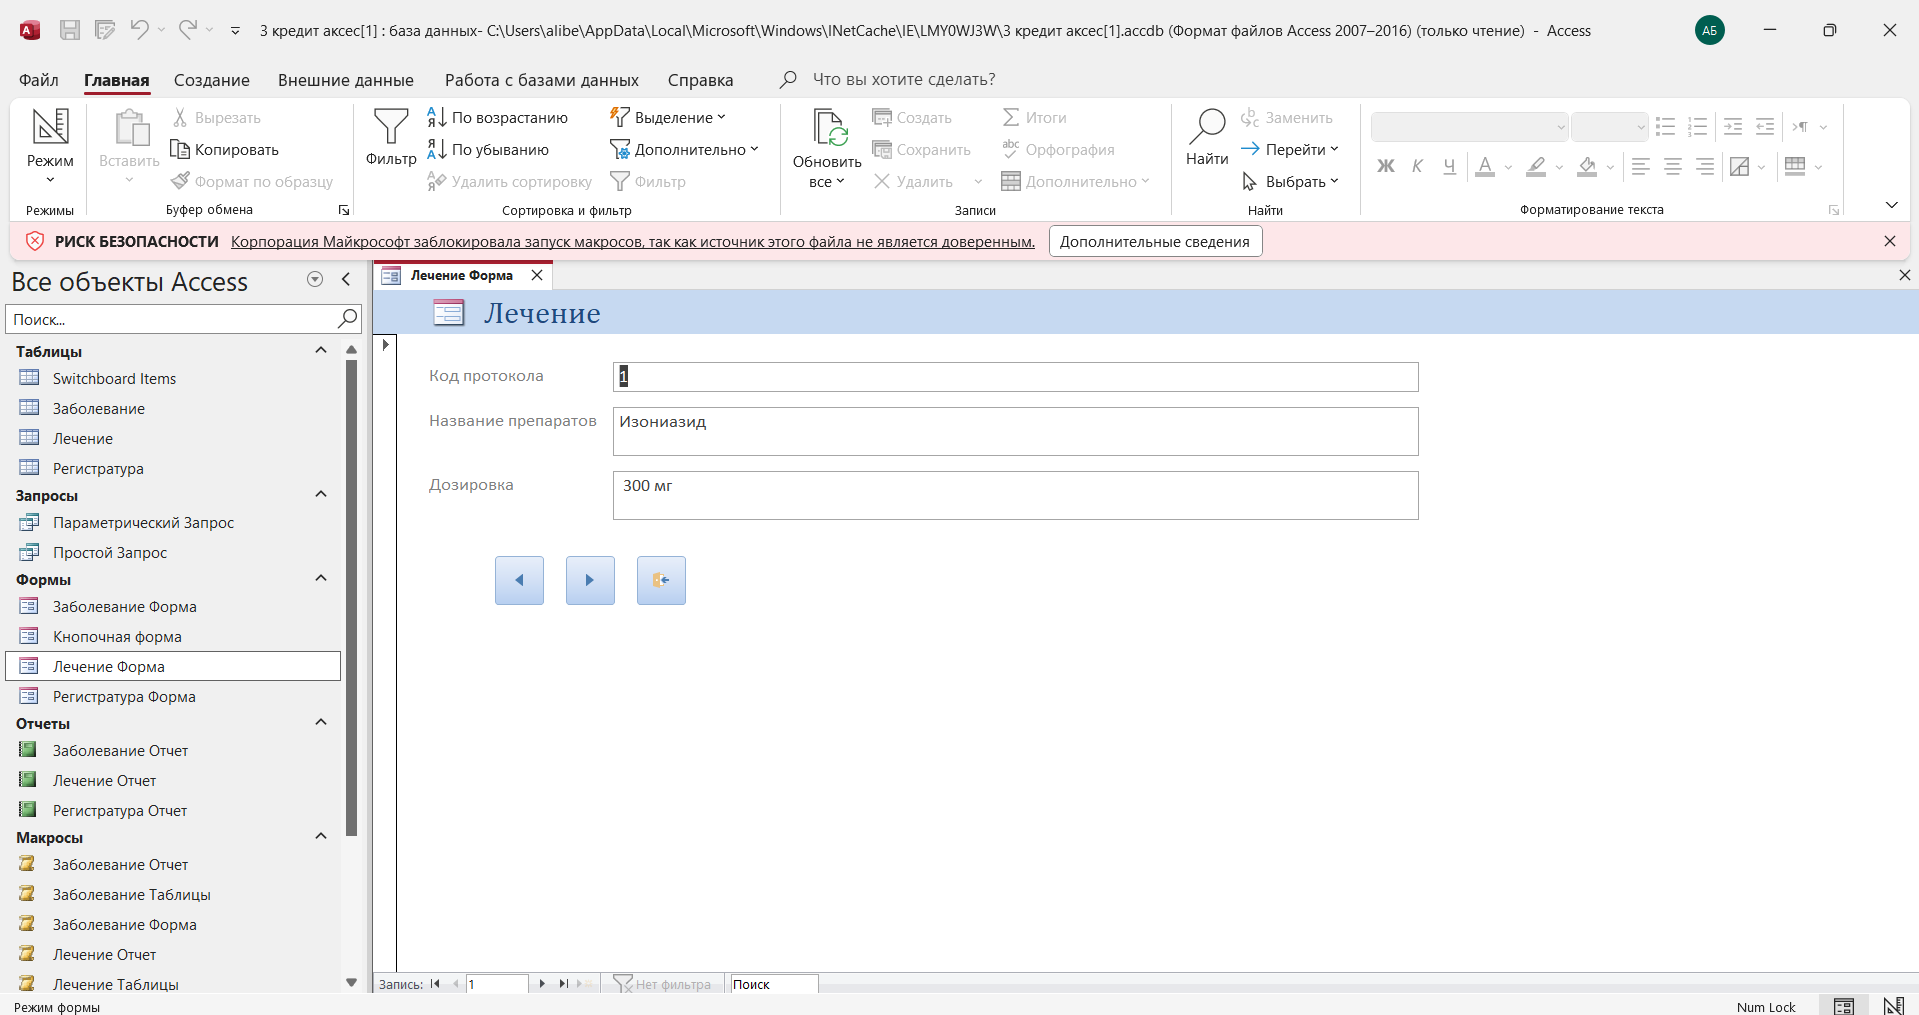 3 кредит аксес[1] : база данных- C:\Users\alibe\AppData\Local\Microsoft\Windows\INetCache\IE\LMY0WJ3W\3 кредит аксес[1].accdb (Формат файлов Access 2007–2016) (только чтение) - Access
АБ
Файл Главная Создание Внешние данные Работа с базами данных Справка Что вы хотите сделать?
Режим
Режимы
Вставить
Вырезать
Копировать
Формат по образцу
Буфер обмена
Фильтр
По возрастанию
По убыванию
Удалить сортировку
Выделение
Дополнительно
Фильтр
Сортировка и фильтр
Обновить
все
Создать
Сохранить
Удалить
Итоги
Орфография
Дополнительно
Записи
Найти
Заменить
Перейти
Выбрать
Найти
Ж К Ч А
Форматирование текста
РИСК БЕЗОПАСНОСТИ Корпорация Майкрософт заблокировала запуск макросов, так как источник этого файла не является доверенным. Дополнительные сведения
Все объекты Access
Поиск...
Таблицы
Switchboard Items
Заболевание
Лечение
Регистратура
Запросы
Параметрический Запрос
Простой Запрос
Формы
Заболевание Форма
Кнопочная форма
Лечение Форма
Регистратура Форма
Отчеты
Заболевание Отчет
Лечение Отчет
Регистратура Отчет
Макросы
Заболевание Отчет
Заболевание Таблицы
Заболевание Форма
Лечение Отчет
Лечение Таблицы
Лечение Форма
Лечение
Код протокола 1
Название препаратов Изониазид
Дозировка 300 мг
Запись: 1 Нет фильтра Поиск
Режим формы
Num Lock